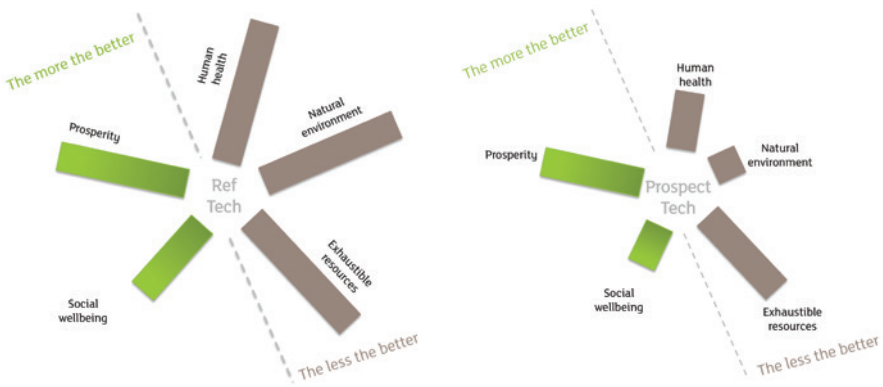 The more the better
Human
health
Natural
environment
Prosperity
Ref
Tech
Exhaustible
resources
Social
wellbeing
The less the better
The more the better
Human
health
Natural
environment
Prosperity
Prospect
Tech
Social
wellbeing
Exhaustible
resources
The less the better